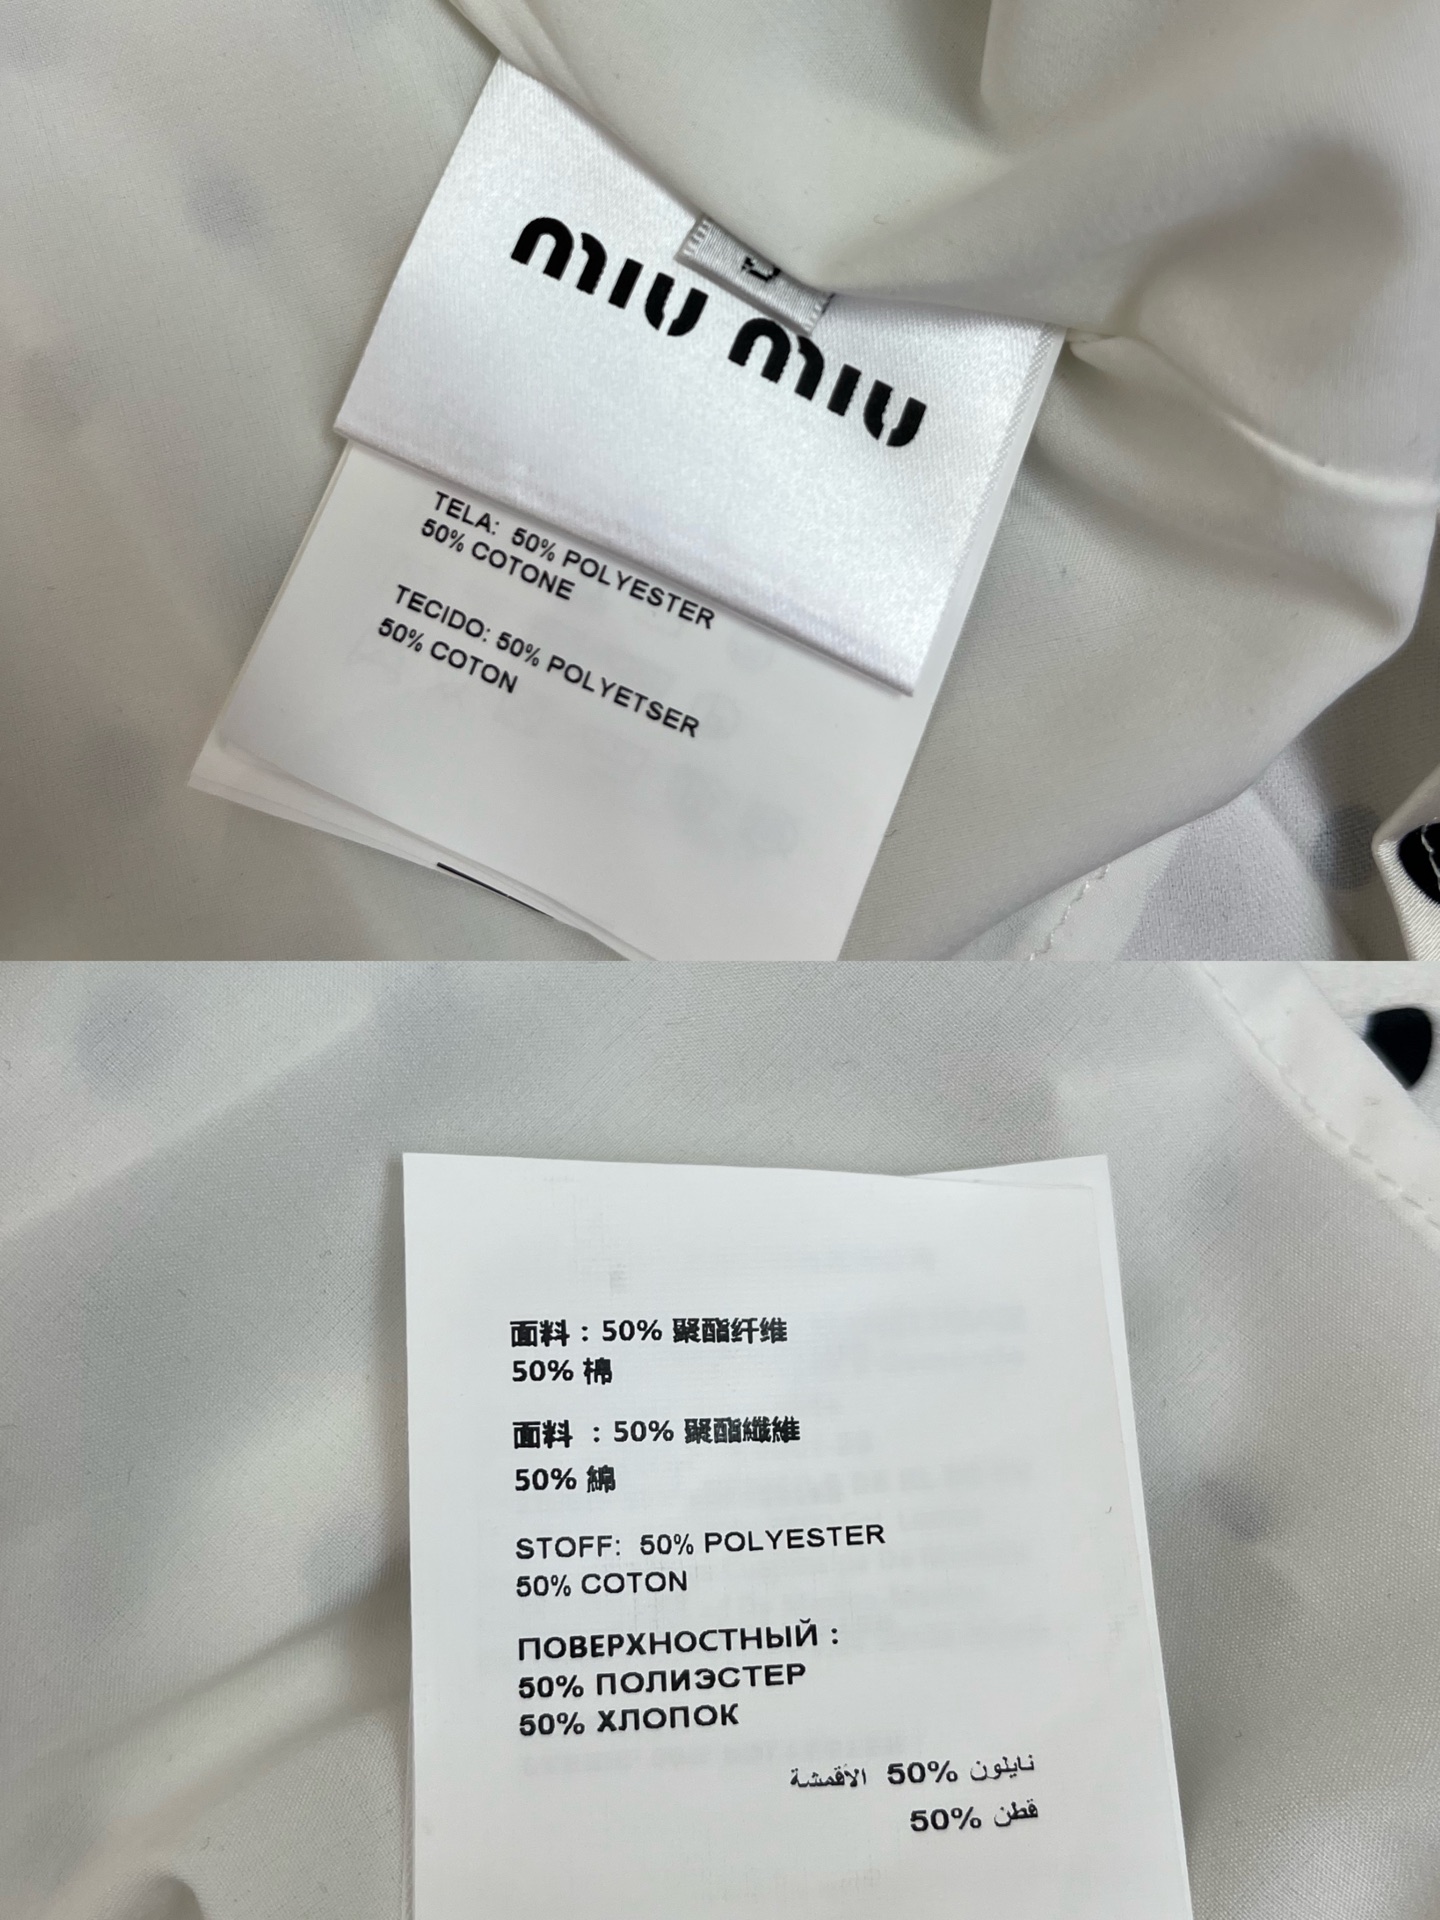 miu miu
TELA: 50% POLYESTER
50% COTONE
TECIDO: 50% POLYETSER
50% COTON
面料：50% 聚酯纤维
50% 棉
面料 ：50% 聚酯纖維
50% 綿
STOFF: 50% POLYESTER
50% COTON
ПОВЕРХНОСТНЫЙ :
50% ПОЛИЭСТЕР
50% ХЛОПОК
نايلون %50 الأقمشة
قطن %50